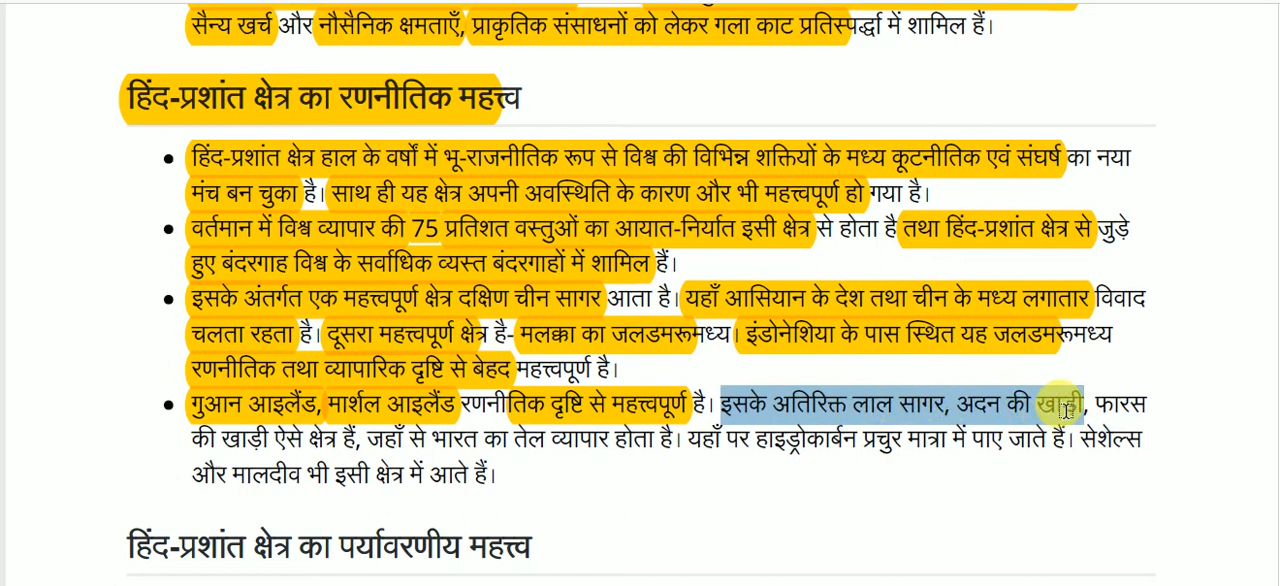 सैन्य खर्च और नौसैनिक क्षमताएँ, प्राकृतिक संसाधनों को लेकर गला काट प्रतिस्पर्द्धा में शामिल हैं।
हिंद-प्रशांत क्षेत्र का रणनीतिक महत्त्व
हिंद-प्रशांत क्षेत्र हाल के वर्षों में भू-राजनीतिक रूप से विश्व की विभिन्न शक्तियों के मध्य कूटनीतिक एवं संघर्ष का नया
मंच बन चुका है। साथ ही यह क्षेत्र अपनी अवस्थिति के कारण और भी महत्त्वपूर्ण हो गया है।
वर्तमान में विश्व व्यापार की 75 प्रतिशत वस्तुओं का आयात-निर्यात इसी क्षेत्र से होता है तथा हिंद-प्रशांत क्षेत्र से जुड़े
हुए बंदरगाह विश्व के सर्वाधिक व्यस्त बंदरगाहों में शामिल हैं।
इसके अंतर्गत एक महत्त्वपूर्ण क्षेत्र दक्षिण चीन सागर आता है। यहाँ आसियान के देश तथा चीन के मध्य लगातार विवाद
चलता रहता है। दूसरा महत्त्वपूर्ण क्षेत्र है- मलक्का का जलडमरूमध्य। इंडोनेशिया के पास स्थित यह जलडमरूमध्य
रणनीतिक तथा व्यापारिक दृष्टि से बेहद महत्त्वपूर्ण है।
गुआन आइलैंड, मार्शल आइलैंड रणनीतिक दृष्टि से महत्त्वपूर्ण है। इसके अतिरिक्त लाल सागर, अदन की खाड़ी, फारस
की खाड़ी ऐसे क्षेत्र हैं, जहाँ से भारत का तेल व्यापार होता है। यहाँ पर हाइड्रोकार्बन प्रचुर मात्रा में पाए जाते हैं। सेशेल्स
और मालदीव भी इसी क्षेत्र में आते हैं।
हिंद-प्रशांत क्षेत्र का पर्यावरणीय महत्त्व